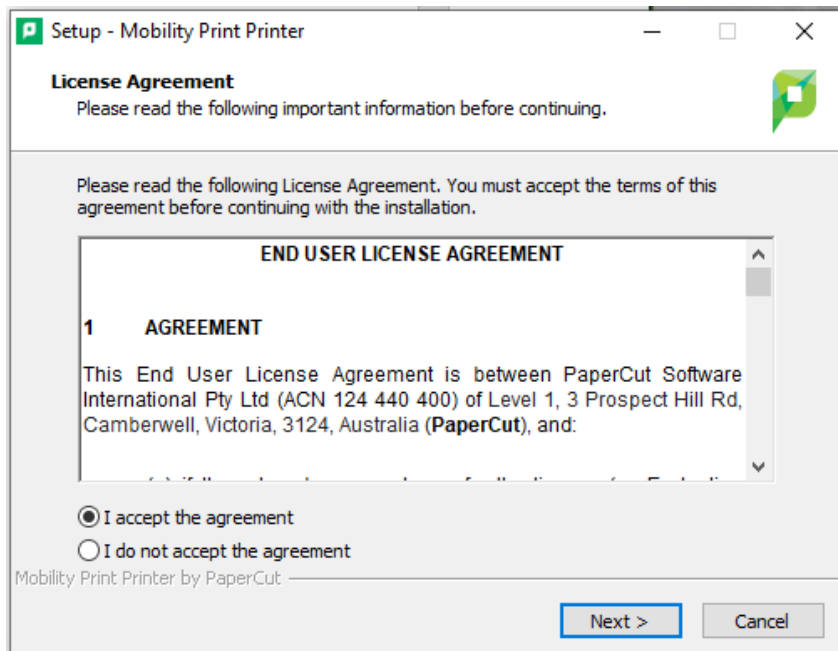 Setup - Mobility Print Printer
License Agreement
Please read the following important information before continuing.
Please read the following License Agreement. You must accept the terms of this
agreement before continuing with the installation.
END USER LICENSE AGREEMENT
1 AGREEMENT
This End User License Agreement is between PaperCut Software
International Pty Ltd (ACN 124 440 400) of Level 1, 3 Prospect Hill Rd,
Camberwell, Victoria, 3124, Australia (PaperCut), and:
I accept the agreement
I do not accept the agreement
Mobility Print Printer by PaperCut
Next >
Cancel